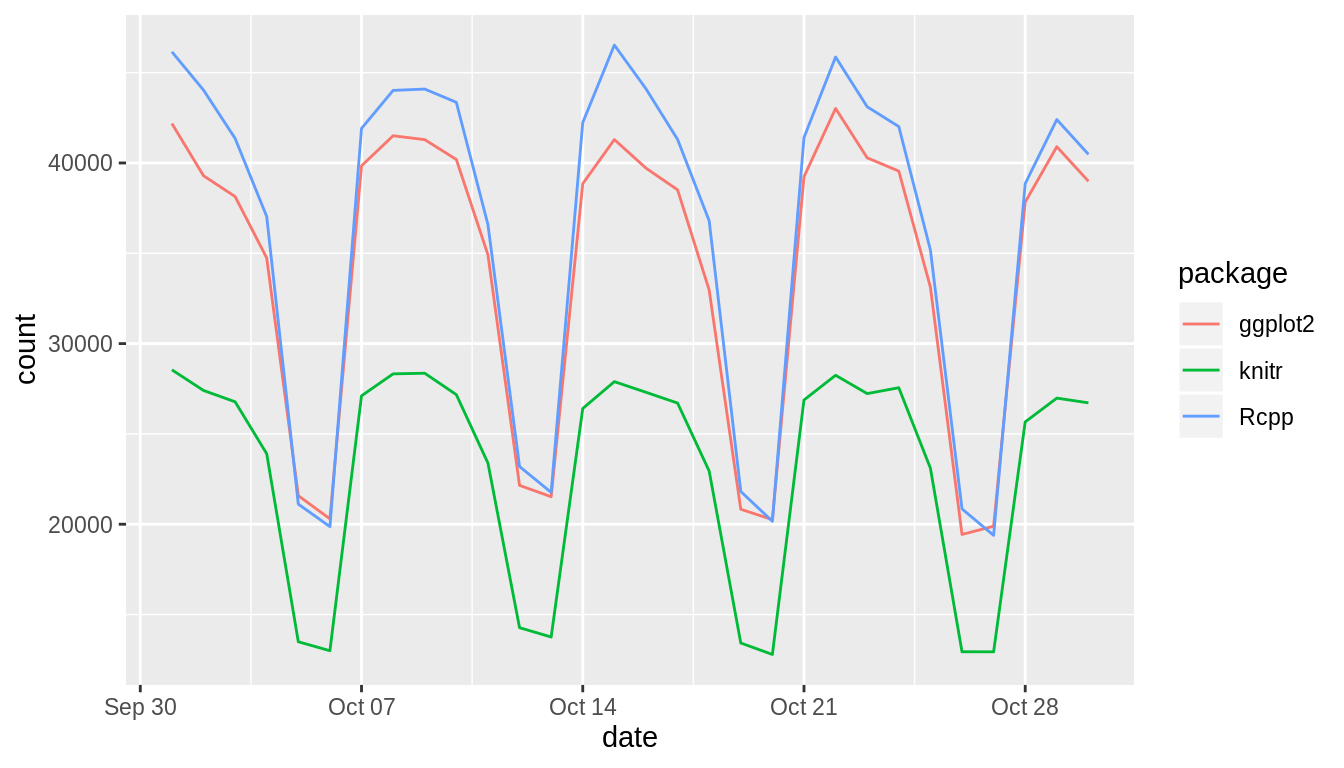 count
40000
30000
20000
Sep 30
Oct 07
Oct 14
Oct 21
Oct 28
date
package
ggplot2
knitr
Rcpp